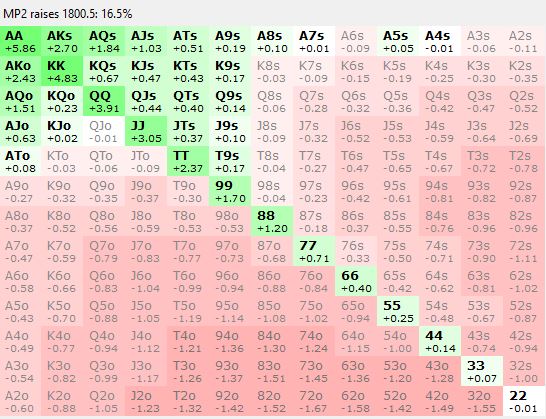 MP2 raises 1800.5: 16.5%
AA AKs AQs AJs ATs A9s A8s A7s A6s A5s A4s A3s A2s
+5.86 +2.70 +1.84 +1.03 +0.51 +0.19 +0.10 +0.01 -0.09 +0.05 -0.01 -0.06 -0.11
AKo KK KQs KJs KTs K9s K8s K7s K6s K5s K4s K3s K2s
+2.43 +4.83 +0.67 +0.47 +0.43 +0.17 -0.03 -0.09 -0.15 -0.19 -0.25 -0.30 -0.35
AQo KQo QQ QJs QTs Q9s Q8s Q7s Q6s Q5s Q4s Q3s Q2s
+1.51 +0.23 +3.91 +0.44 +0.40 +0.14 -0.06 -0.28 -0.32 -0.36 -0.42 -0.47 -0.52
AJo KJo QJo JJ JTs J9s J8s J7s J6s J5s J4s J3s J2s
+0.63 +0.02 -0.01 +3.05 +0.37 +0.10 -0.09 -0.32 -0.52 -0.53 -0.59 -0.64 -0.69
ATo KTo QTo JTo TT T9s T8s T7s T6s T5s T4s T3s T2s
+0.08 -0.03 -0.06 -0.09 +2.37 +0.17 -0.04 -0.27 -0.47 -0.65 -0.67 -0.72 -0.78
A9o K9o Q9o J9o T9o 99 98s 97s 96s 95s 94s 93s 92s
-0.27 -0.32 -0.35 -0.37 -0.30 +1.70 -0.04 -0.23 -0.42 -0.61 -0.81 -0.82 -0.87
A8o K8o Q8o J8o T8o 98o 88 87s 86s 85s 84s 83s 82s
-0.37 -0.52 -0.56 -0.59 -0.53 -0.53 +1.20 -0.18 -0.37 -0.55 -0.76 -0.96 -0.96
A7o K7o Q7o J7o T7o 97o 87o 77 76s 75s 74s 73s 72s
-0.47 -0.59 -0.79 -0.83 -0.77 -0.73 -0.68 +0.71 -0.33 -0.50 -0.71 -0.90 -1.11
A6o K6o Q6o J6o T6o 96o 86o 76o 66 65s 64s 63s 62s
-0.58 -0.66 -0.83 -1.04 -0.99 -0.94 -0.88 -0.84 +0.40 -0.42 -0.62 -0.81 -1.02
A5o K5o Q5o J5o T5o 95o 85o 75o 65o 55 54s 53s 52s
-0.43 -0.70 -0.88 -1.05 -1.19 -1.14 -1.08 -1.02 -0.94 +0.25 -0.48 -0.67 -0.87
A4o K4o Q4o J4o T4o 94o 84o 74o 64o 54o 44 43s 42s
-0.49 -0.77 -0.94 -1.12 -1.21 -1.36 -1.30 -1.24 -1.15 -1.00 +0.14 -0.74 -0.94
A3o K3o Q3o J3o T3o 93o 83o 73o 63o 53o 43o 33 32s
-0.54 -0.82 -0.99 -1.17 -1.26 -1.37 -1.51 -1.45 -1.36 -1.20 -1.28 +0.07 -1.00
A2o K2o Q2o J2o T2o 92o 82o 72o 62o 52o 42o 32o 22
-0.60 -0.88 -1.05 -1.23 -1.32 -1.42 -1.52 -1.67 -1.58 -1.42 -1.49 -1.55 -0.01